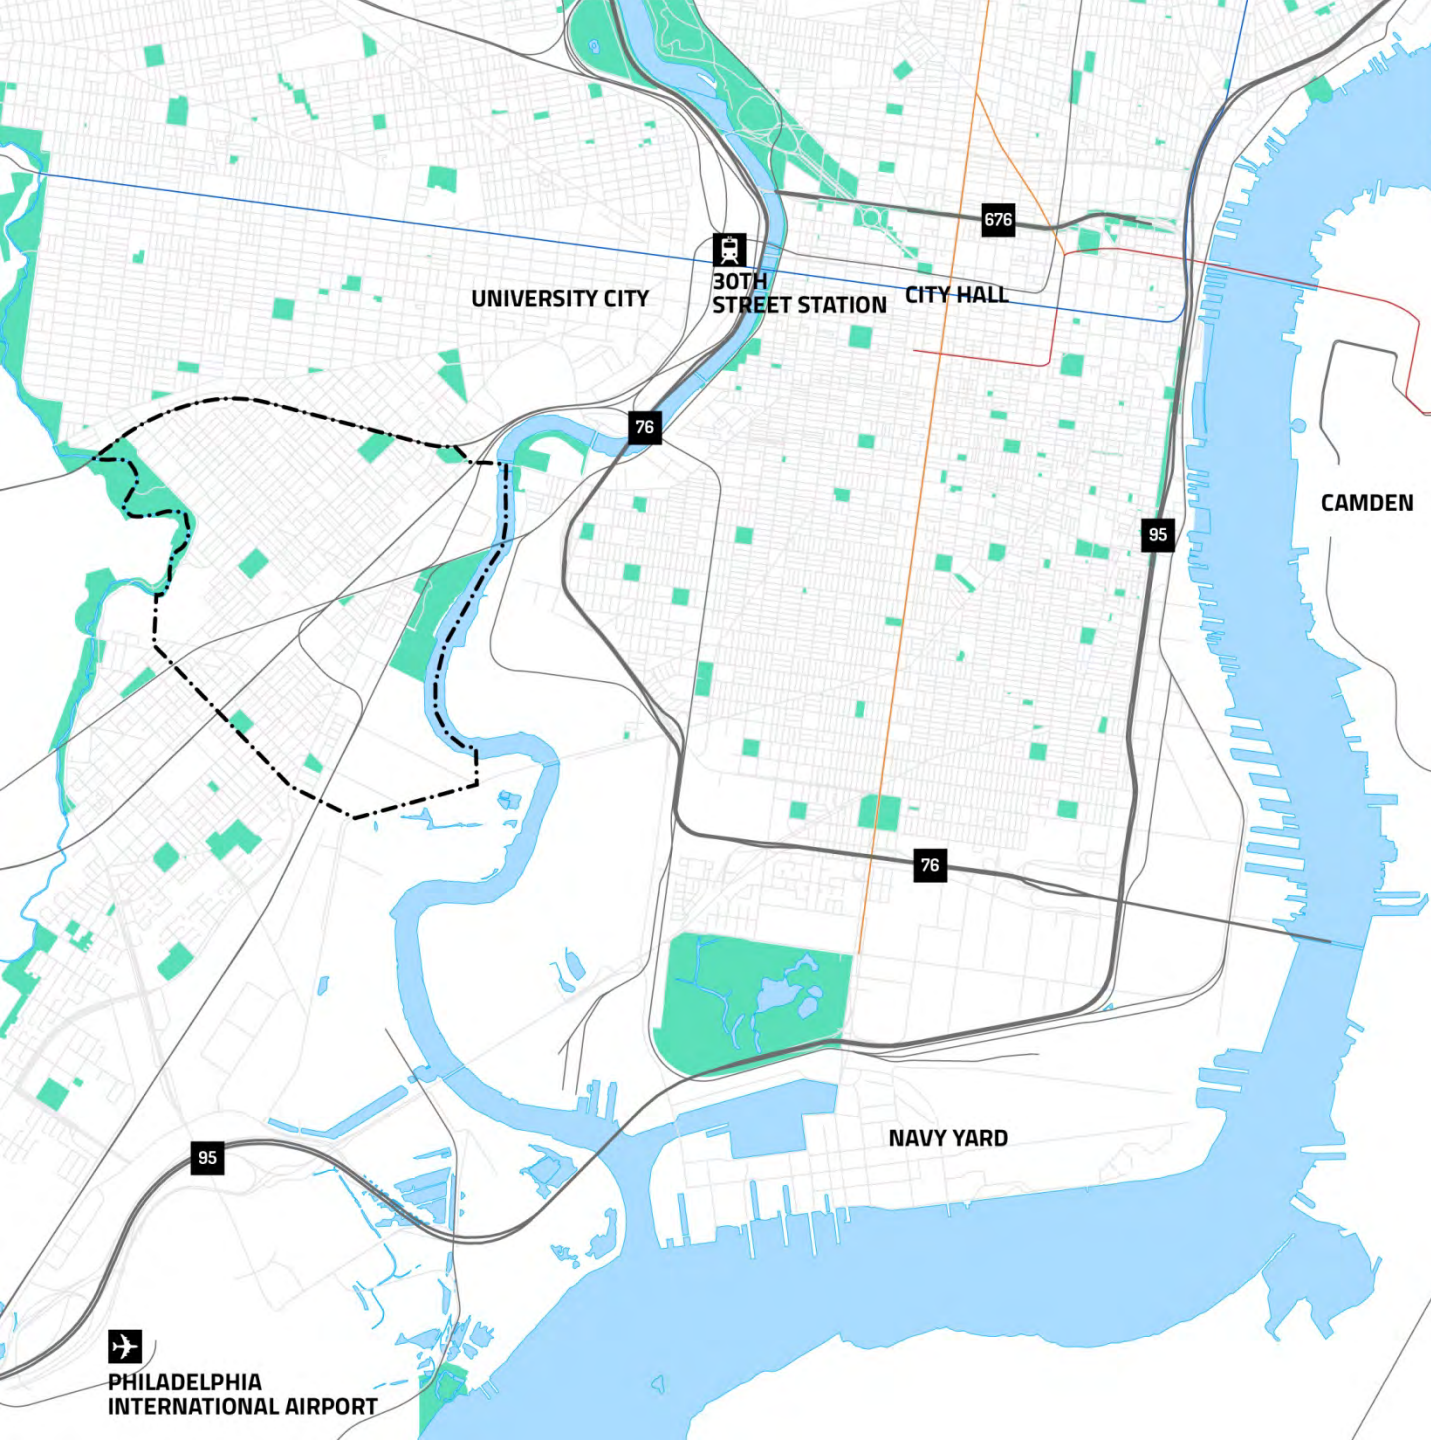 676
30TH
STREET STATION
UNIVERSITY CITY
CITY HALL
76
CAMDEN
95
76
NAVY YARD
95
PHILADELPHIA
INTERNATIONAL AIRPORT